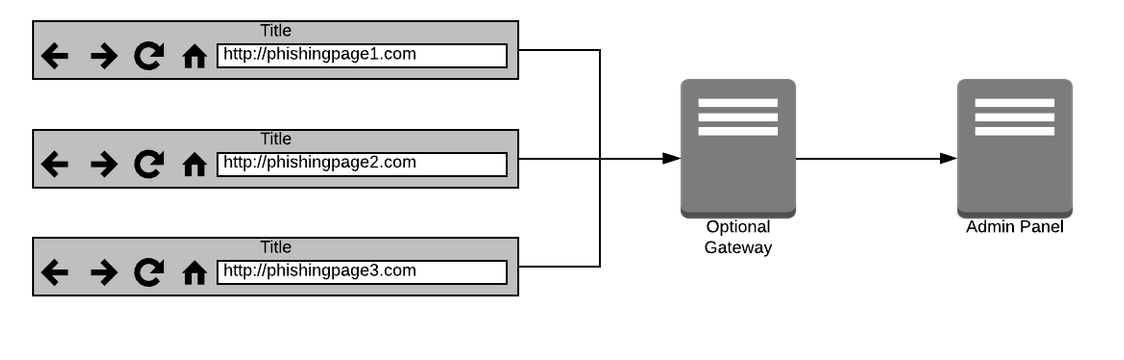 Title
http://phishingpage1.com
Title
http://phishingpage2.com
Title
http://phishingpage3.com
Optional
Gateway
Admin Panel